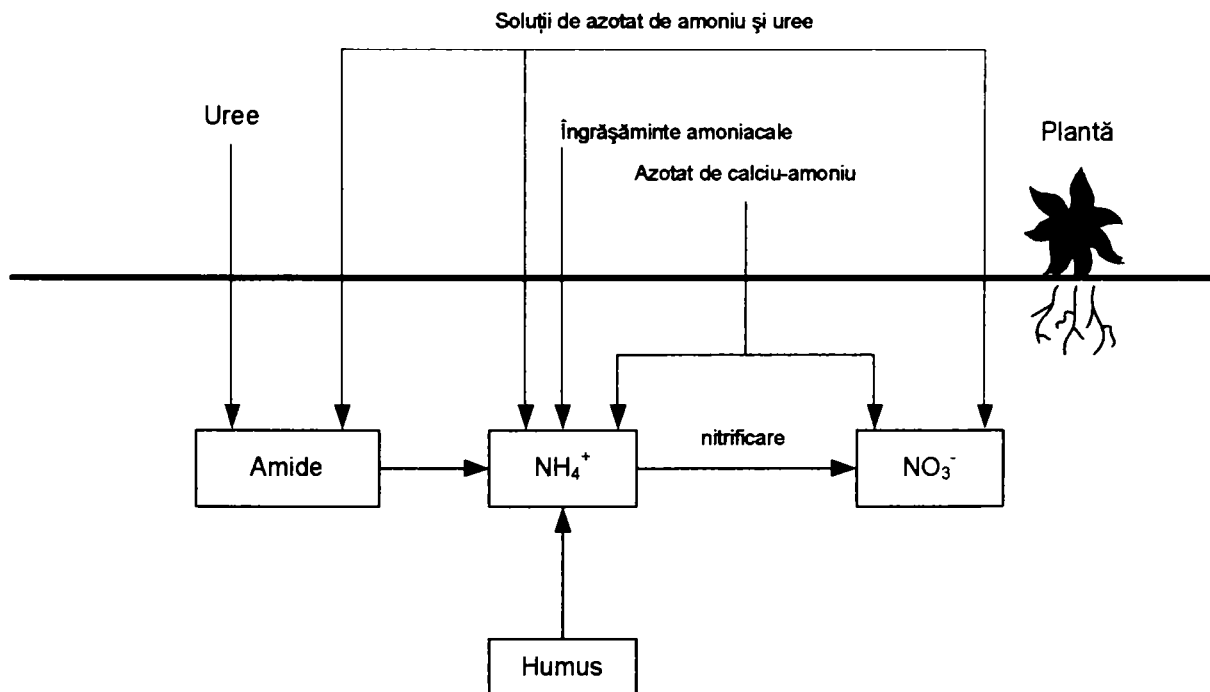 Soluții de azotat de amoniu și uree
Uree
Îngrășăminte amoniacale
Plantă
Azotat de calciu-amoniu
nitrificare
Amide
NH₄⁺
NO₃⁻
Humus